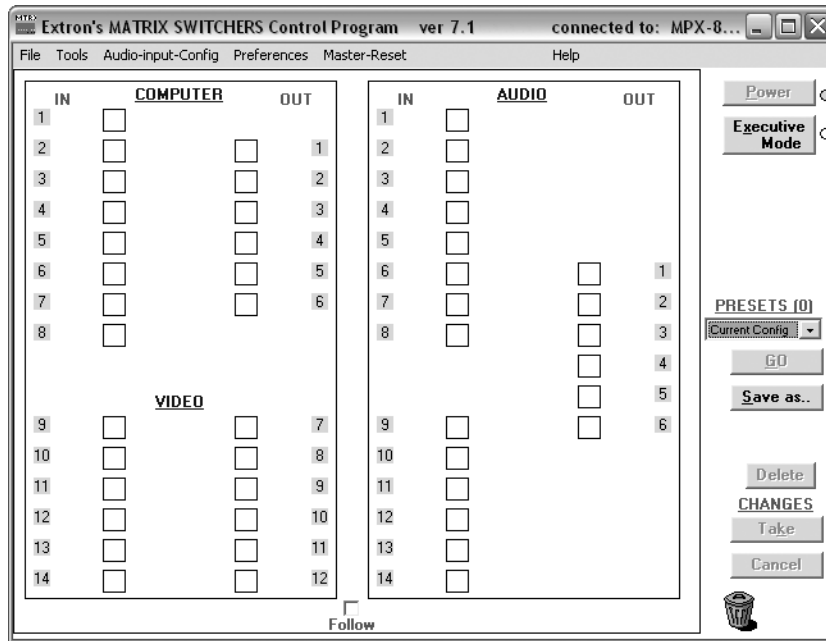 MTRX Extron's MATRIX SWITCHERS Control Program ver 7.1 connected to: MPX-8...
File Tools Audio-input-Config Preferences Master-Reset Help
IN COMPUTER OUT IN AUDIO OUT
Power
1 1
Executive Mode
2 1 2
3 2 3
4 3 4
5 4 5
6 5 6 1
7 6 7 2
PRESETS (0)
8 8 3
Current Config
4
GO
VIDEO 5
Save as..
9 7 9 6
10 8 10
11 9 11
Delete
CHANGES
12 10 12
Take
13 11 13
Cancel
14 12 14
Follow